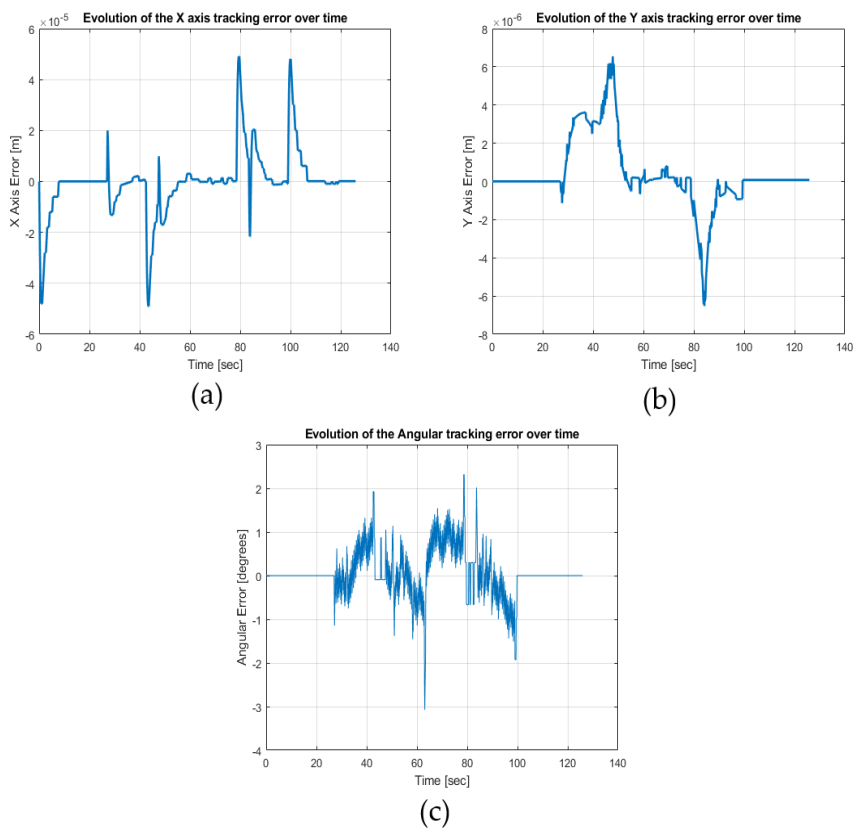 Evolution of the X axis tracking error over time
×10⁻⁵
6
4
2
0
-2
-4
-6
X Axis Error [m]
0 20 40 60 80 100 120 140
Time [sec]
(a)
Evolution of the Y axis tracking error over time
×10⁻⁶
8
6
4
2
0
-2
-4
-6
-8
Y Axis Error [m]
0 20 40 60 80 100 120 140
Time [sec]
(b)
Evolution of the Angular tracking error over time
3
2
1
0
-1
-2
-3
-4
Angular Error [degrees]
0 20 40 60 80 100 120 140
Time [sec]
(c)